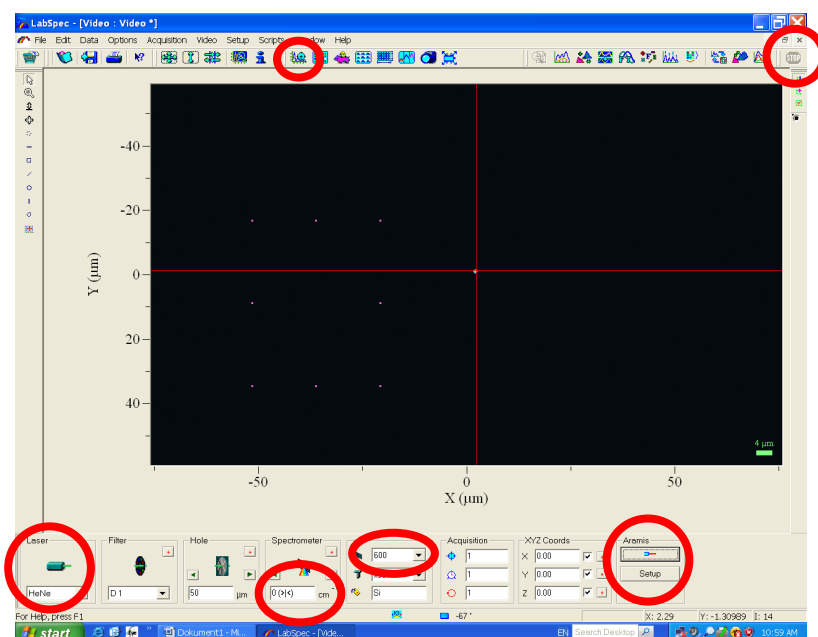 LabSpec - [Video : Video *]
File Edit Data Options Acquisition Video Setup Scripts Window Help
STOP
-40
-20
0
20
40
Y (µm)
4 µm
-50 0 50
X (µm)
Laser Filter Hole Spectrometer Acquisition XYZ Coords Aramis
600 1 X 0.00
1 Y 0.00 Setup
HeNe D 1 50 µm 0 (>|<) cm Si 1 Z 0.00
For Help, press F1 -67 ° X: 2.29 Y: -1.30989 I: 14
start Dokument1 - Mi... LabSpec - [Vide... EN Search Desktop 10:59 AM